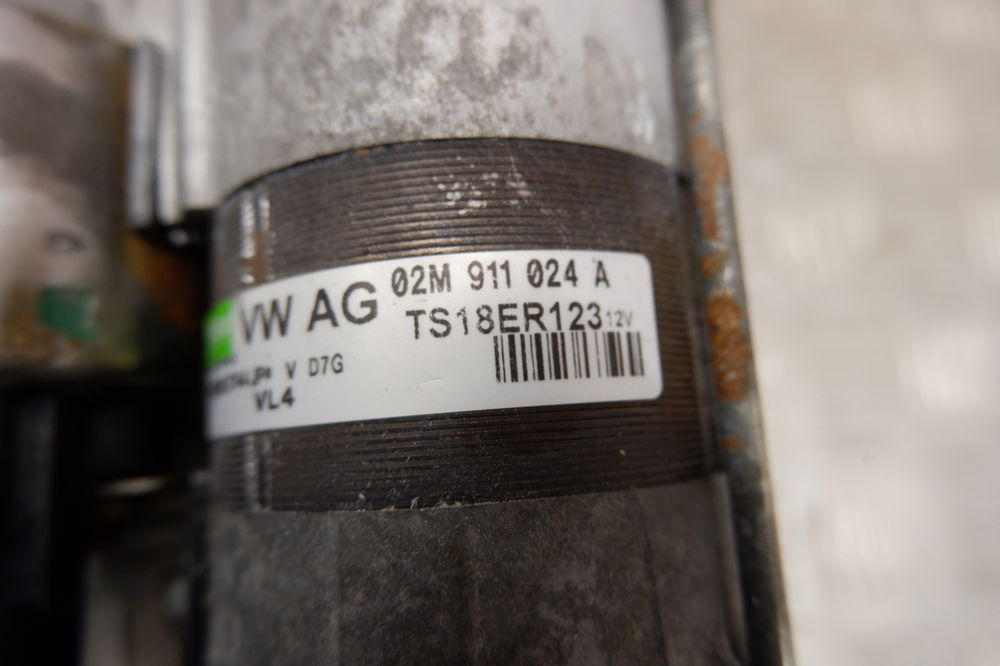 VW AG 02M 911 024 A
TS18ER123 12V
V D7G
VL4